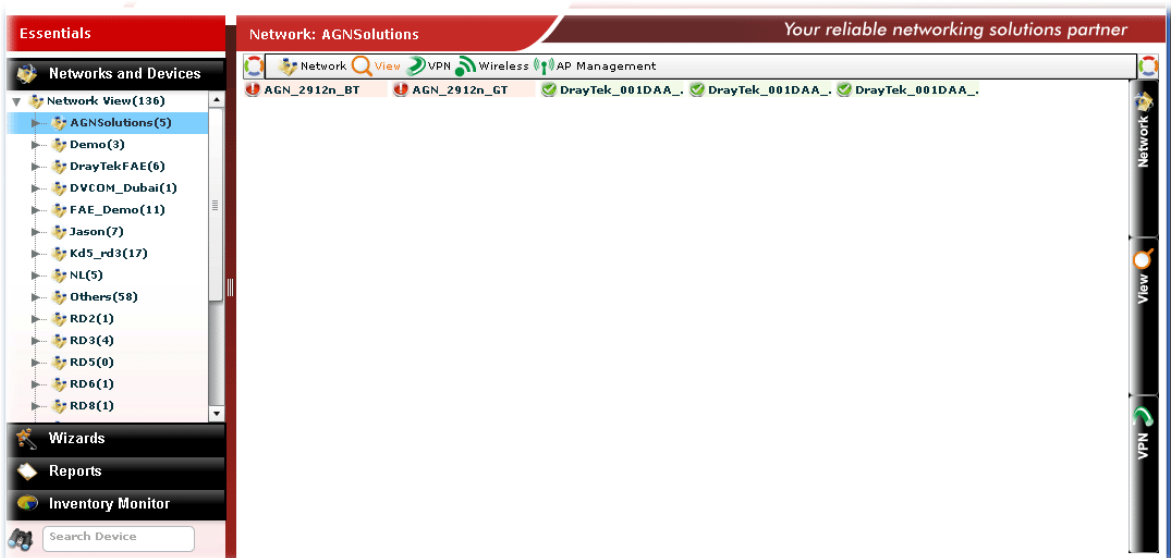 Essentials
Network: AGNSolutions
Your reliable networking solutions partner
Networks and Devices
Network View(136)
AGNSolutions(5)
Demo(3)
DrayTekFAE(6)
DVCOM_Dubai(1)
FAE_Demo(11)
Jason(7)
Kd5_rd3(17)
NL(5)
Others(58)
RD2(1)
RD3(4)
RD5(0)
RD6(1)
RD8(1)
Wizards
Reports
Inventory Monitor
Search Device
Network View VPN Wireless AP Management
AGN_2912n_BT AGN_2912n_GT DrayTek_001DAA_. DrayTek_001DAA_. DrayTek_001DAA_.
Network
View
VPN